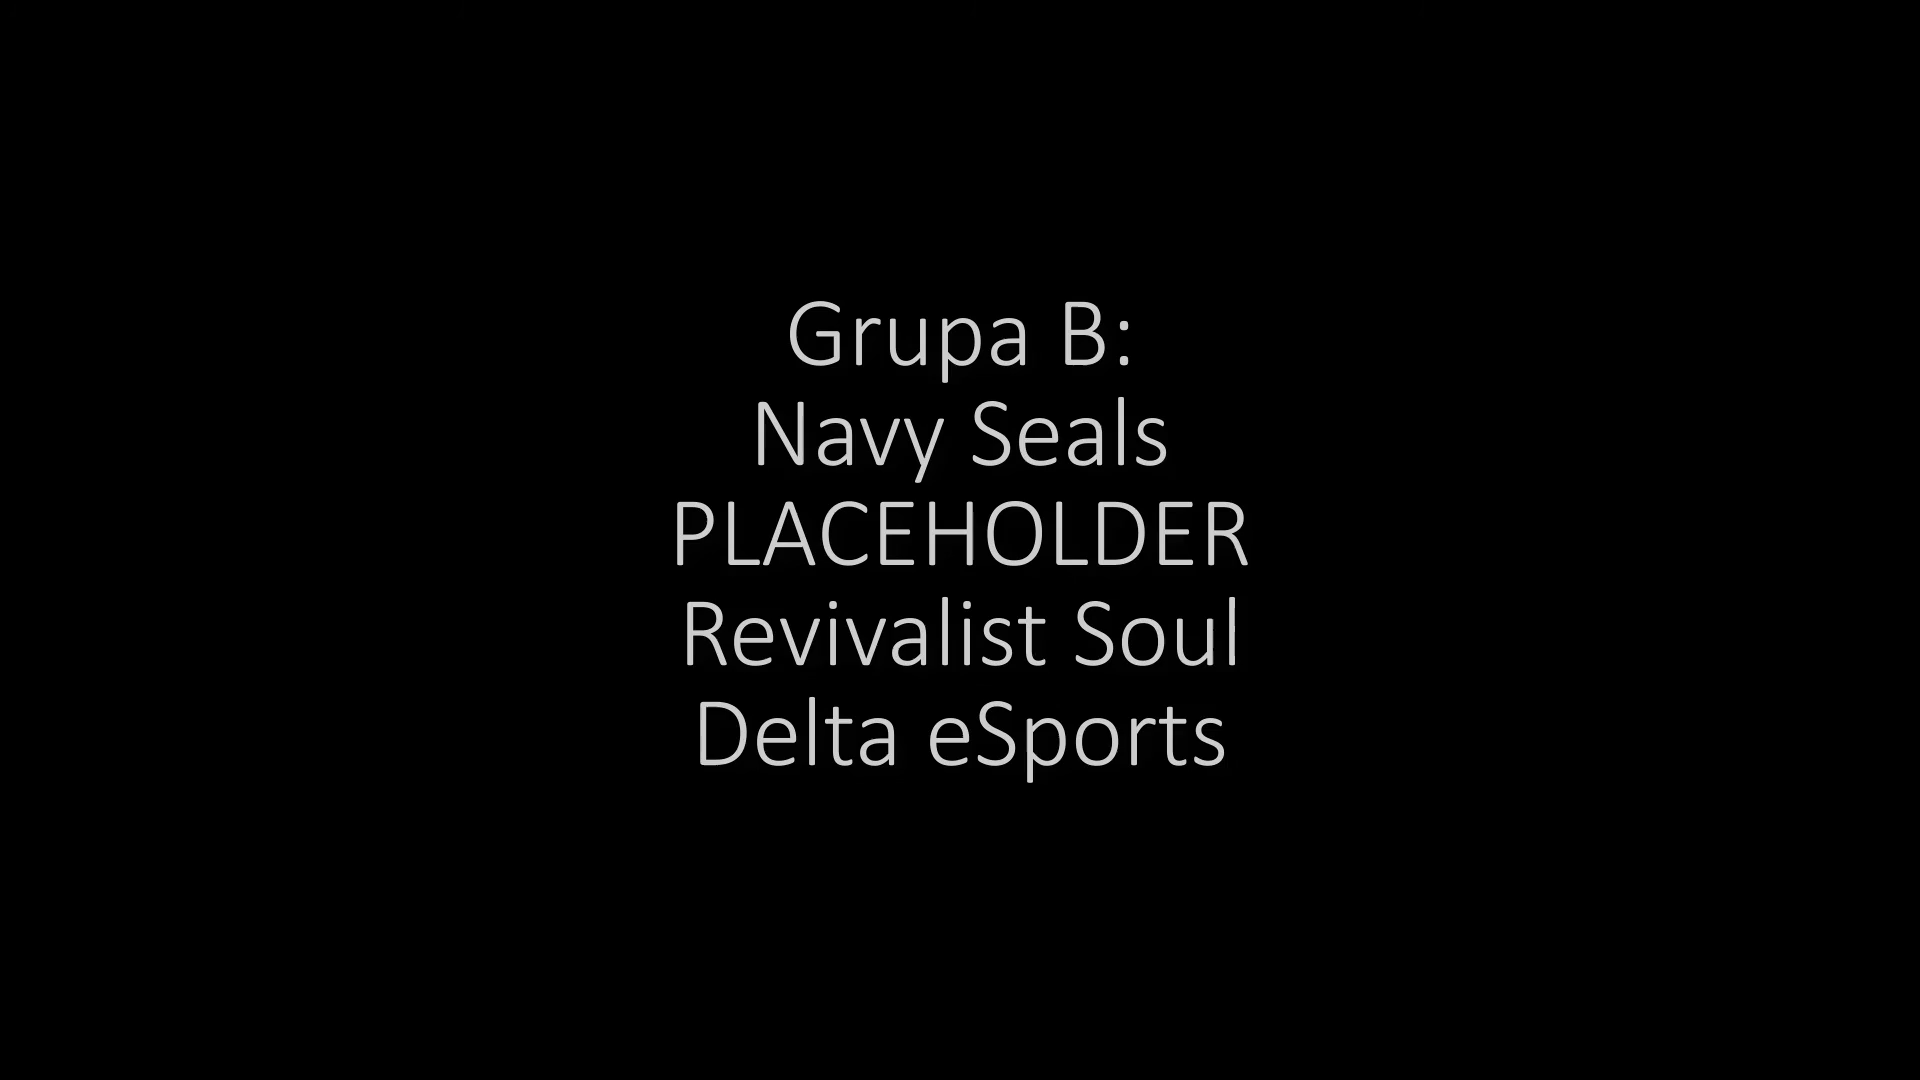 Grupa B:
Navy Seals
PLACEHOLDER
Revivalist Soul
Delta eSports